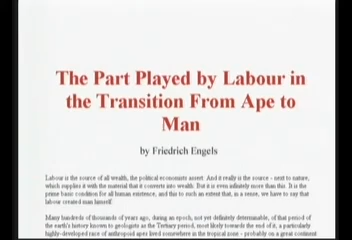 The Part Played by Labour in
the Transition From Ape to
Man
by Friedrich Engels
Labour is the source of all wealth, the political economists assert. And it really is the source - next to nature,
which supplies it with the material that it converts into wealth. But it is even infinitely more than this. It is the
prime basic condition for all human existence, and this to such an extent that, in a sense, we have to say that
labour created man himself.
Many hundreds of thousands of years ago, during an epoch, not yet definitely determinable, of that period of
the earth's history known to geologists as the Tertiary period, most likely towards the end of it, a particularly
highly-developed race of anthropoid apes lived somewhere in the tropical zone - probably on a great continent